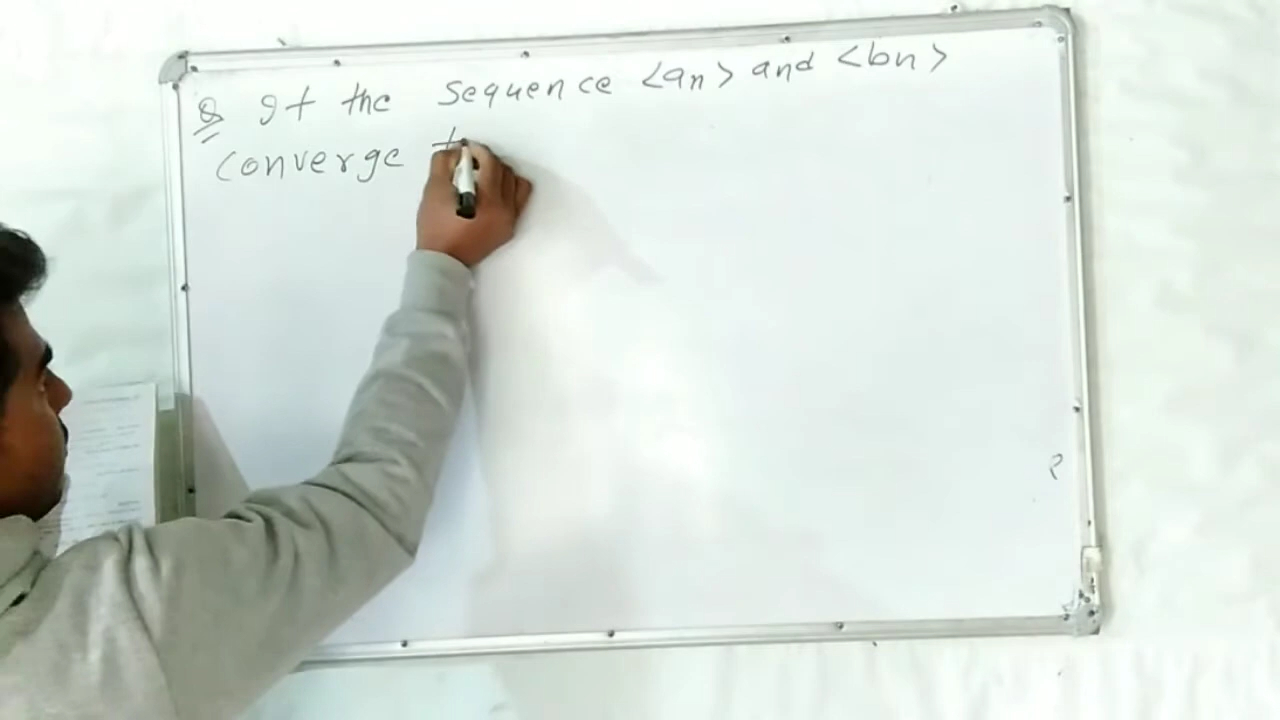 Q If the Sequence <an> and <bn>
converge